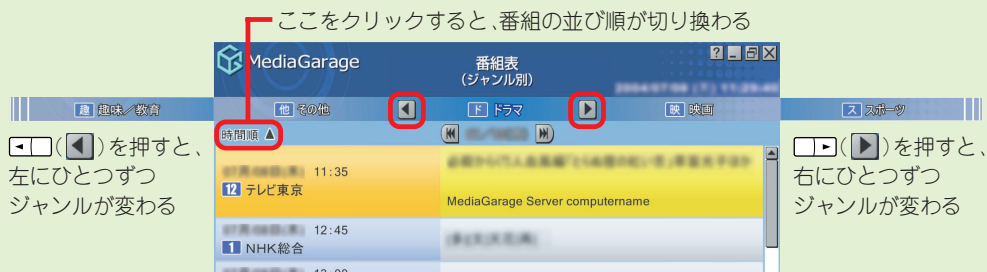 ここをクリックすると、番組の並び順が切り換わる
MediaGarage
番組表
(ジャンル別)
趣 趣味／教育
他 その他
ド ドラマ
映 映画
ス スポーツ
時間順 ▲
(◀)を押すと、
左にひとつずつ
ジャンルが変わる
11:35
12 テレビ東京
MediaGarage Server computername
12:45
1 NHK総合
(▶)を押すと、
右にひとつずつ
ジャンルが変わる